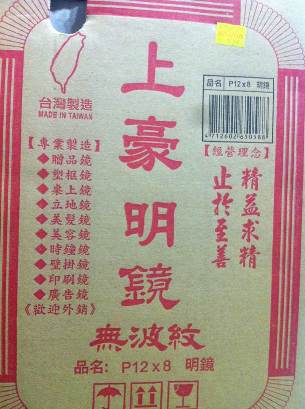 台灣製造
MADE IN TAIWAN
上豪明鏡
無波紋
品名: P12x8 明鏡
【專業製造】
◆贈品鏡
◆塑框鏡
◆桌上鏡
◆立地鏡
◆美髮鏡
◆美容鏡
◆時鐘鏡
◆壁掛鏡
◆印刷鏡
◆廣告鏡
《歡迎外銷》
品名 P12x8 明鏡
4712602630588
【經營理念】
精益求精
止於至善